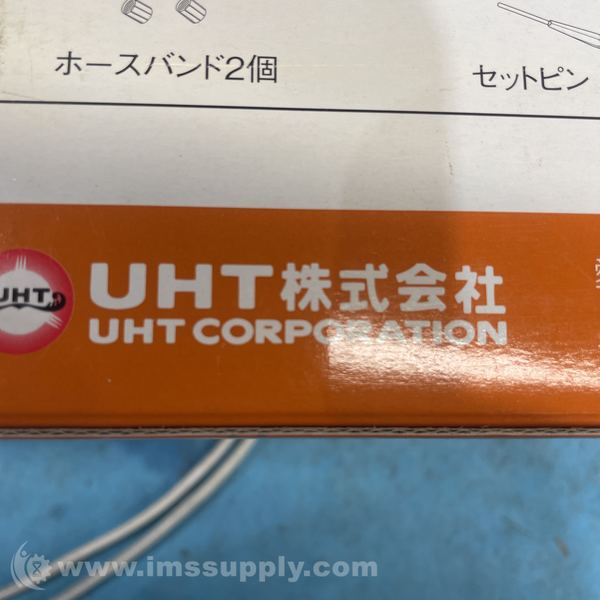 ホースバンド2個
セットピン
UHT
UHT株式会社
UHT CORPORATION
www.imssupply.com